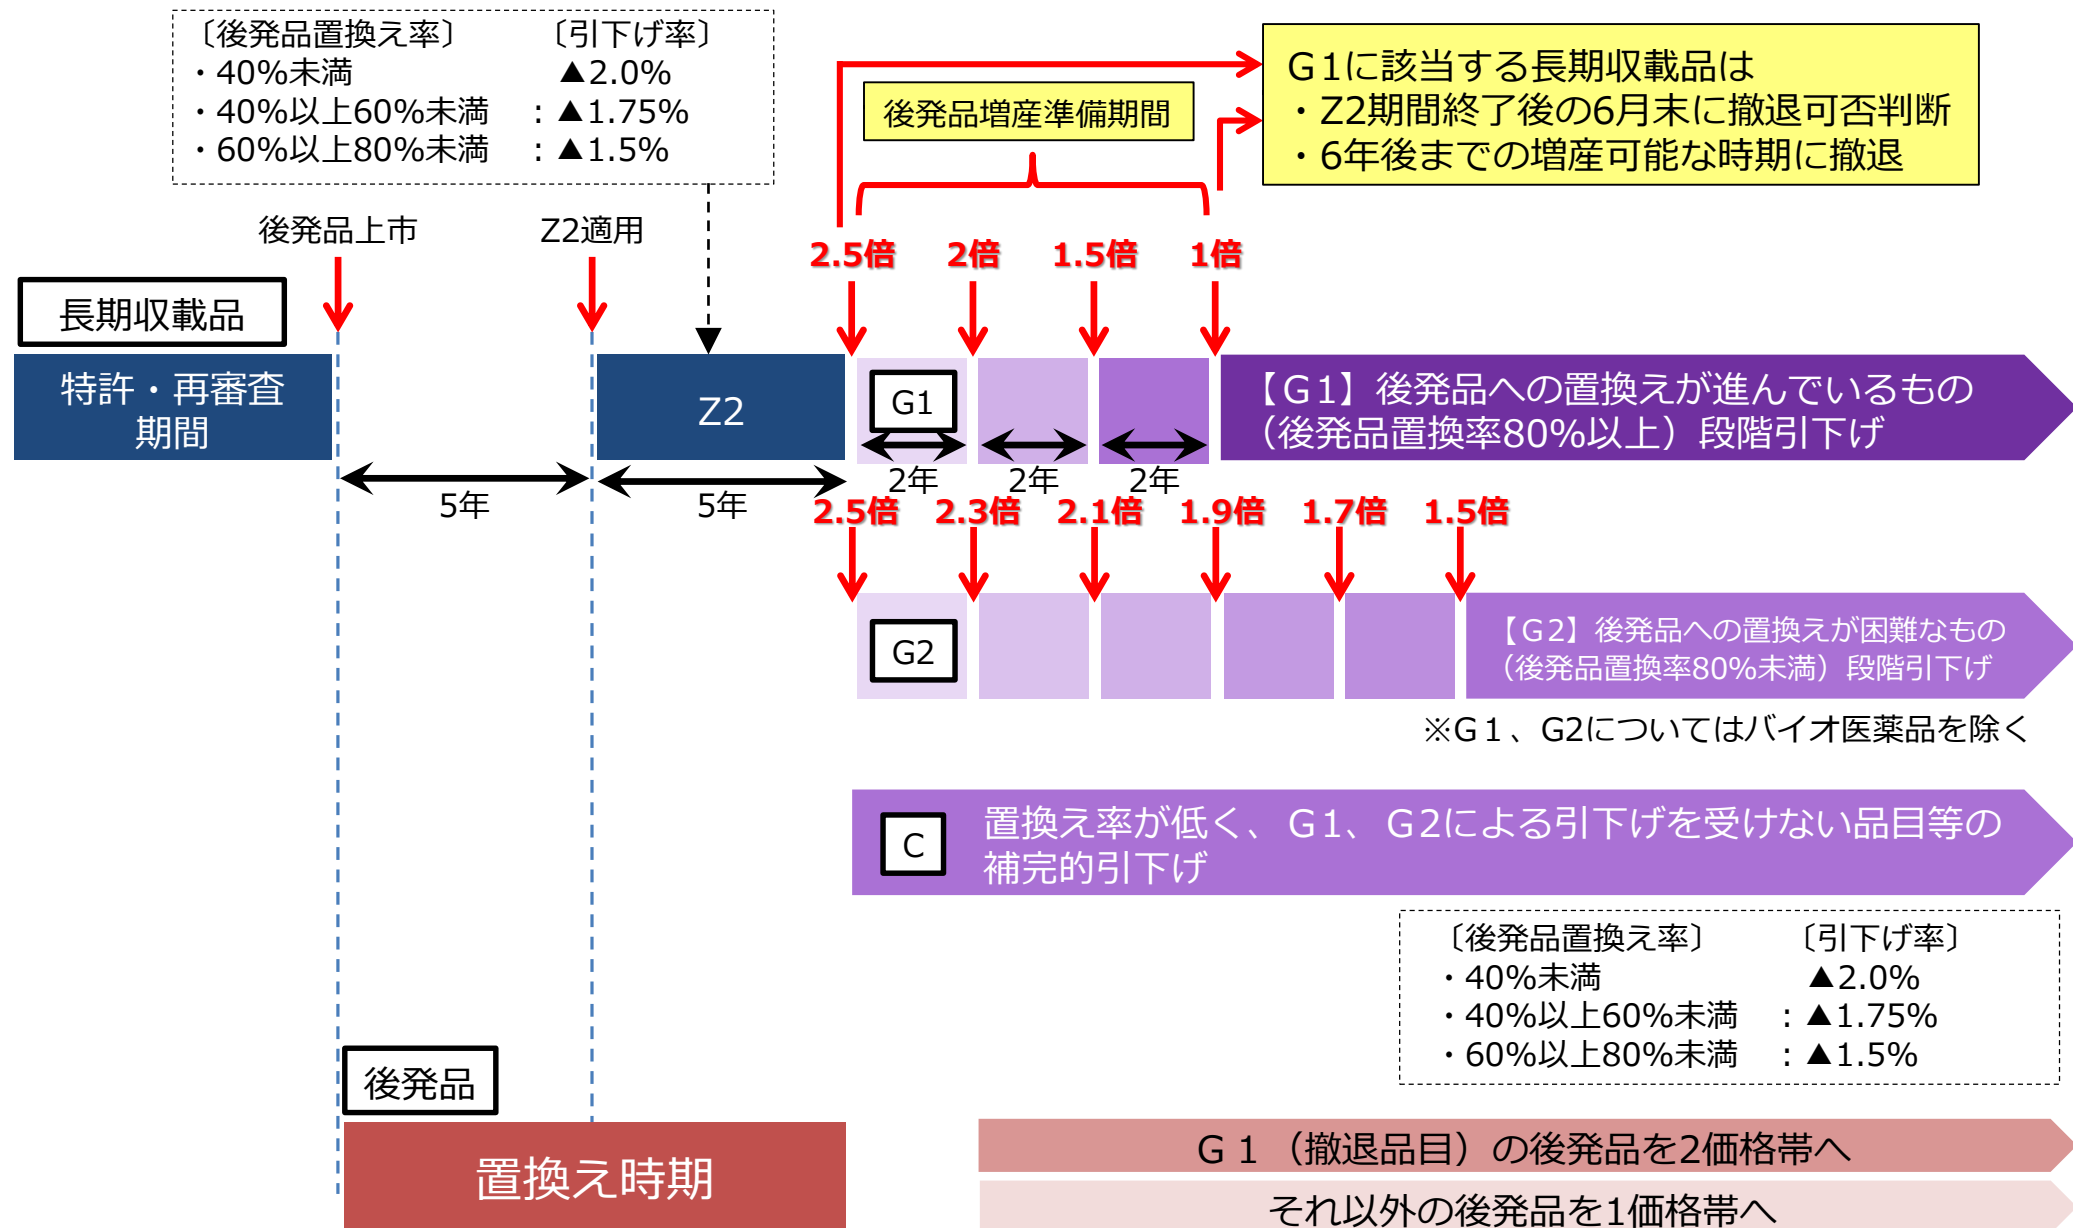 〔後発品置換え率〕 〔引下げ率〕
・40%未満 ▲2.0%
・40%以上60%未満 : ▲1.75%
・60%以上80%未満 : ▲1.5%
後発品増産準備期間
G1に該当する長期収載品は
・Z2期間終了後の6月末に撤退可否判断
・6年後までの増産可能な時期に撤退
後発品上市
Z2適用
2.5倍 2倍 1.5倍 1倍
長期収載品
特許・再審査
期間
Z2
G1
【G1】後発品への置換えが進んでいるもの
（後発品置換率80%以上）段階引下げ
5年 5年 2年 2年 2年
2.5倍 2.3倍 2.1倍 1.9倍 1.7倍 1.5倍
G2
【G2】後発品への置換えが困難なもの
（後発品置換率80%未満）段階引下げ
※G１、G2についてはバイオ医薬品を除く
C
置換え率が低く、G1、G2による引下げを受けない品目等の
補完的引下げ
〔後発品置換え率〕 〔引下げ率〕
・40%未満 ▲2.0%
・40%以上60%未満 : ▲1.75%
・60%以上80%未満 : ▲1.5%
後発品
置換え時期
G１（撤退品目）の後発品を2価格帯へ
それ以外の後発品を1価格帯へ